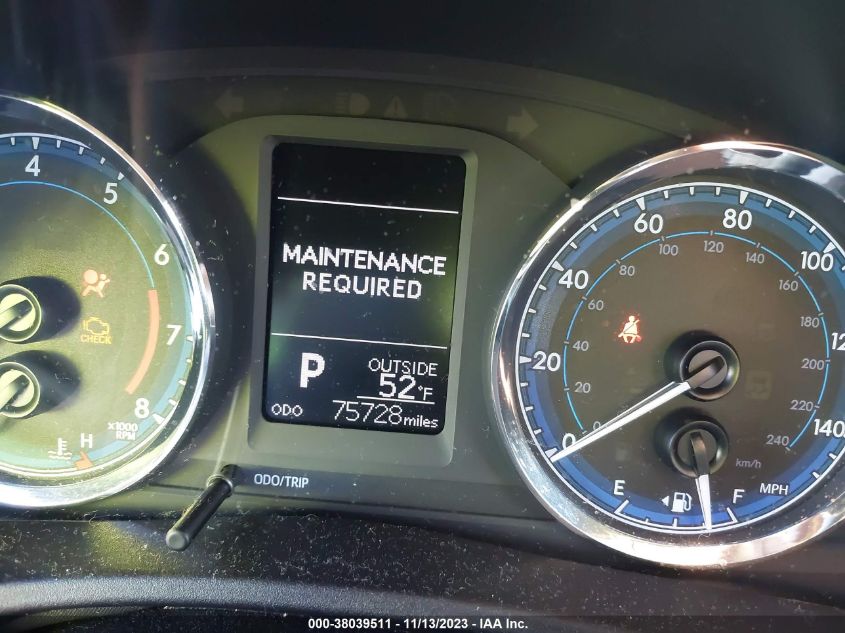 4
5
6
7
8
x1000
RPM
CHECK
H
MAINTENANCE
REQUIRED
P
OUTSIDE
52°F
ODO
75728 miles
ODO/TRIP
0
20
40
60
80
100
140
0
20
40
60
80
100
120
140
160
180
200
220
240
km/h
MPH
E
F
000-38039511 - 11/13/2023 - IAA Inc.